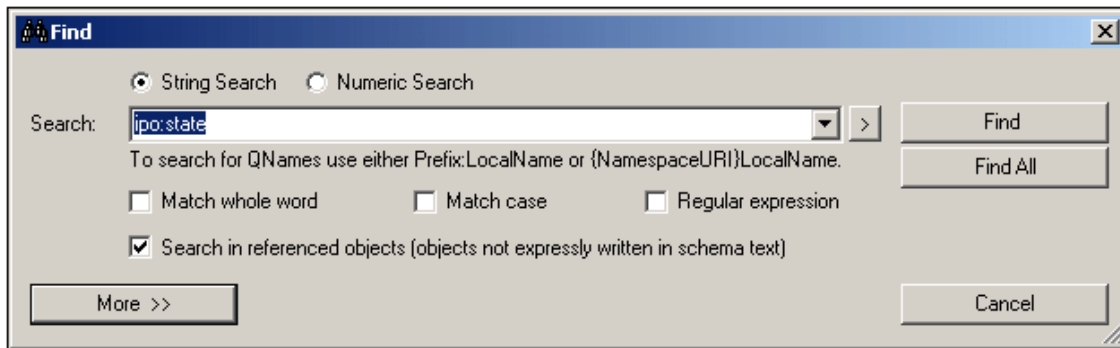 Find
String Search Numeric Search
Search: ipo:state > Find
To search for QNames use either Prefix:LocalName or {NamespaceURI}LocalName.
Find All
Match whole word Match case Regular expression
Search in referenced objects (objects not expressly written in schema text)
More >> Cancel